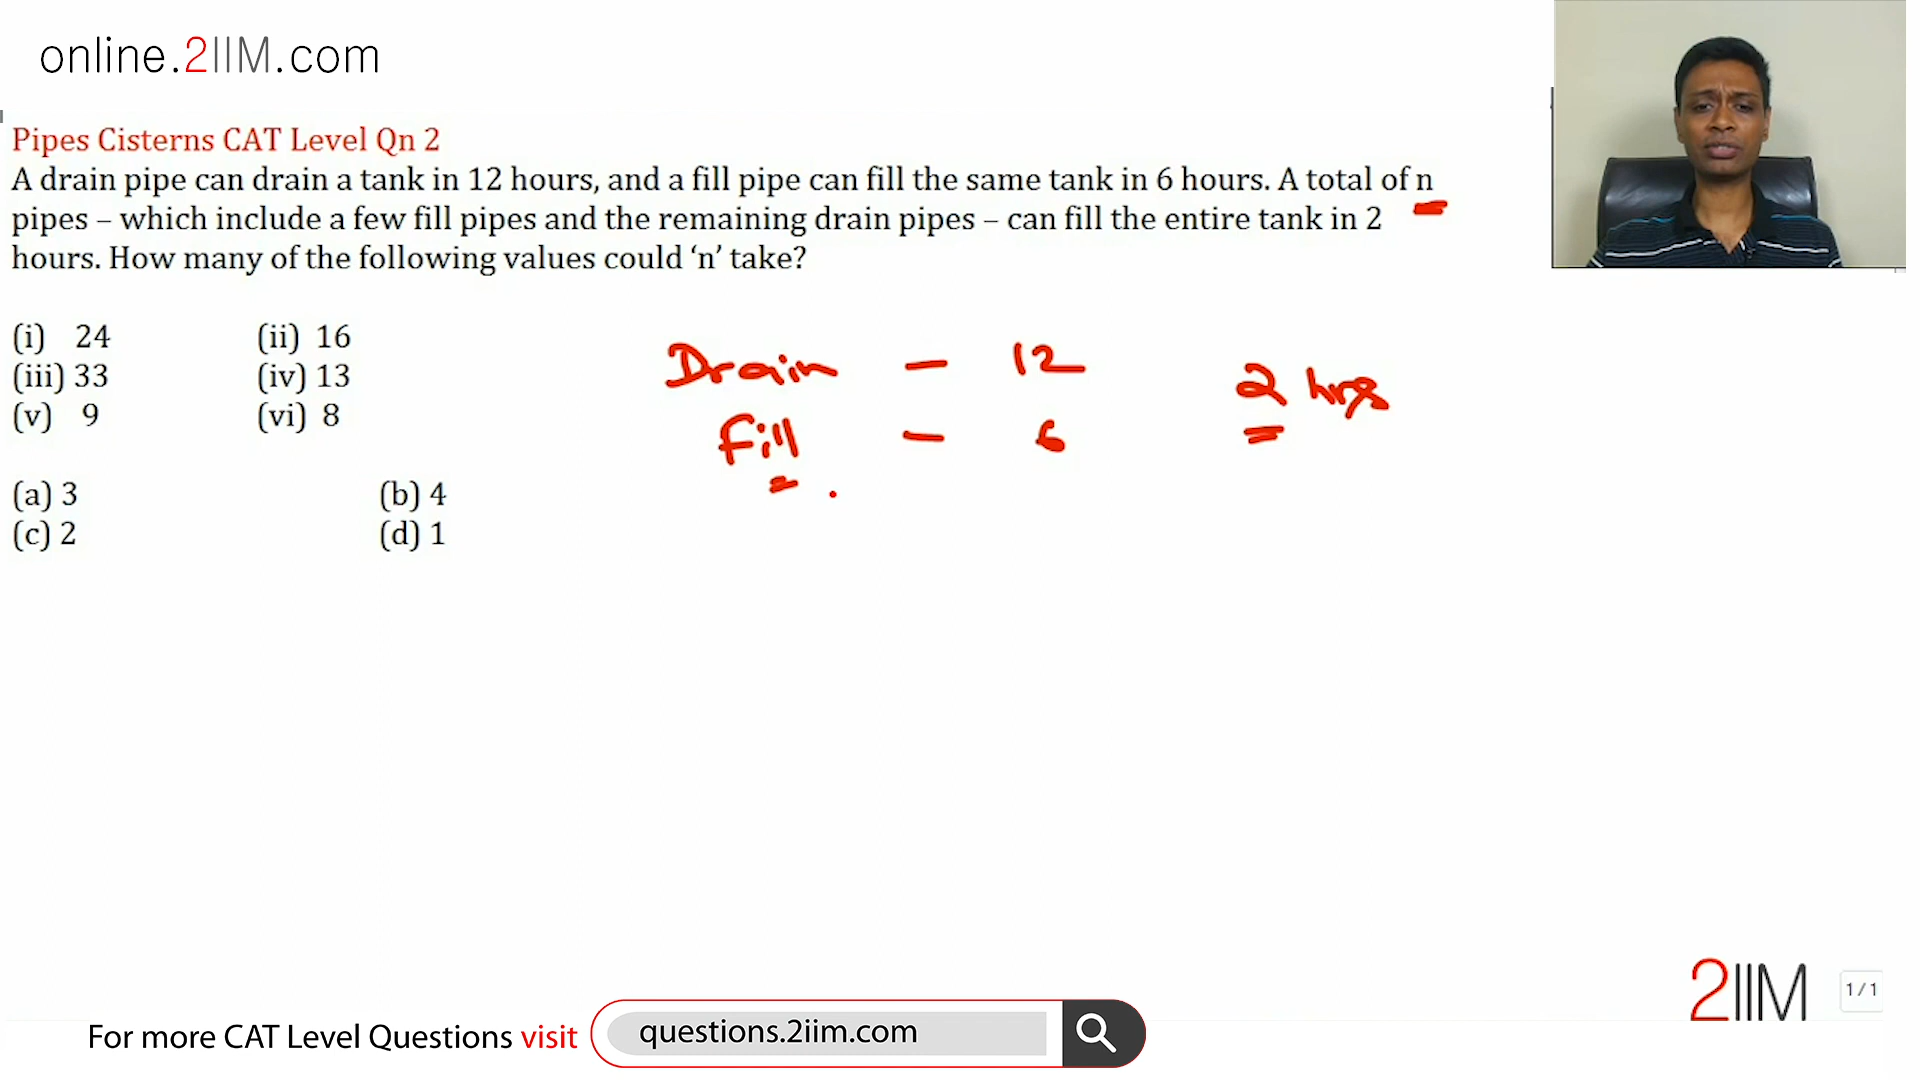 online.2IIM.com
Pipes Cisterns CAT Level Qn 2
A drain pipe can drain a tank in 12 hours, and a fill pipe can fill the same tank in 6 hours. A total of n
pipes – which include a few fill pipes and the remaining drain pipes – can fill the entire tank in 2
hours. How many of the following values could ‘n’ take?
(i) 24 (ii) 16
(iii) 33 (iv) 13
(v) 9 (vi) 8
(a) 3 (b) 4
(c) 2 (d) 1
Drain – 12
Fill – 6
2 hrs
2IIM
1 / 1
For more CAT Level Questions visit questions.2iim.com